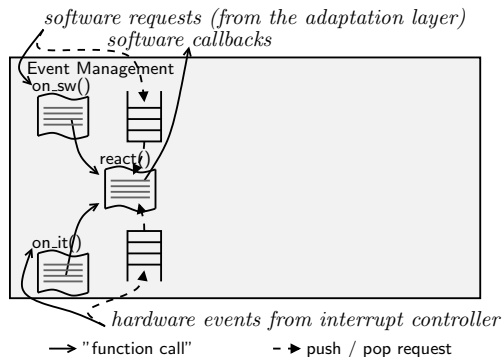 software requests (from the adaptation layer)
software callbacks
Event Management
on_sw()
react()
on_it()
hardware events from interrupt controller
"function call"
push / pop request